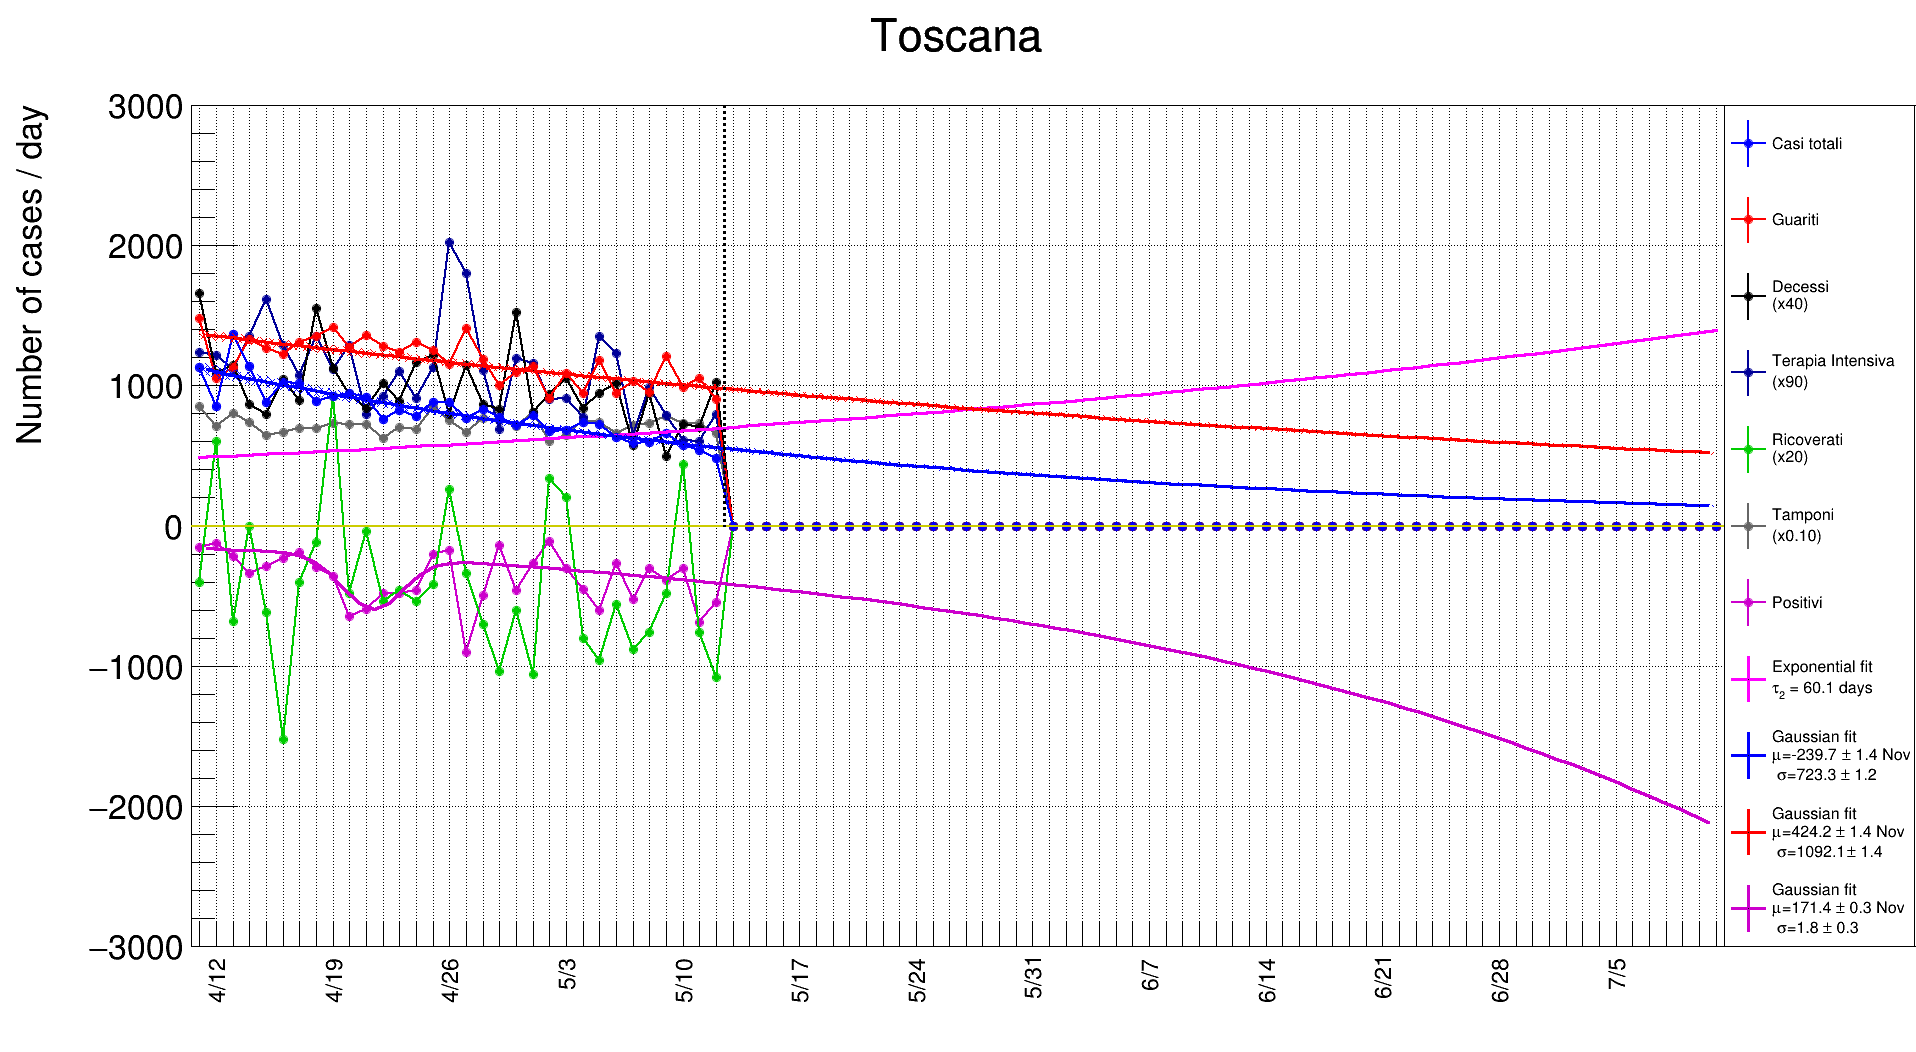 Toscana
Number of cases / day
3000
2000
1000
0
−1000
−2000
−3000
4/12
4/19
4/26
5/3
5/10
5/17
5/24
5/31
6/7
6/14
6/21
6/28
7/5
Casi totali
Guariti
Decessi
(x40)
Terapia Intensiva
(x90)
Ricoverati
(x20)
Tamponi
(x0.10)
Positivi
Exponential fit
τ2 = 60.1 days
Gaussian fit
μ=-239.7 ± 1.4 Nov
σ=723.3 ± 1.2
Gaussian fit
μ=424.2 ± 1.4 Nov
σ=1092.1 ± 1.4
Gaussian fit
μ=171.4 ± 0.3 Nov
σ=1.8 ± 0.3